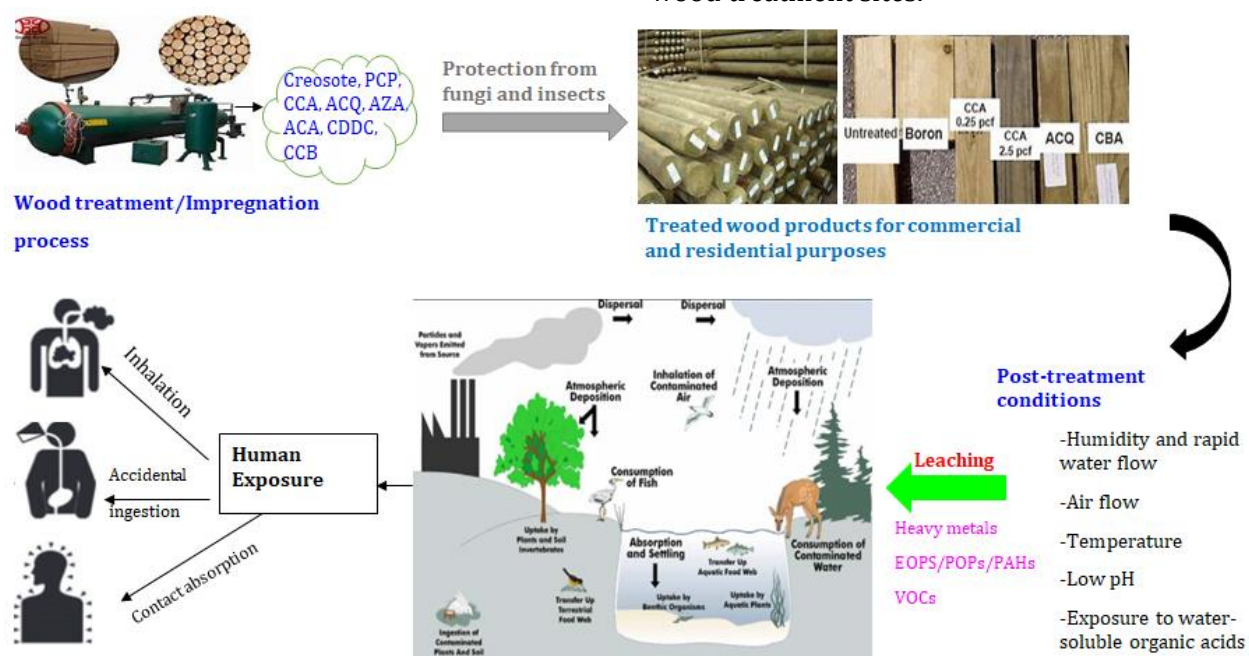 wood treatment sites.
Creosote, PCP,
CCA, ACQ, AZA,
ACA, CDDC,
CCB
Protection from
fungi and insects
Untreated
Boron
CCA
0.25 pcf
CCA
2.5 pcf
ACQ
CBA
Wood treatment/Impregnation
process
Treated wood products for commercial
and residential purposes
Inhalation
Accidental
ingestion
Contact absorption
Human
Exposure
Dispersal
Dispersal
Particles and
Vapors Emitted
from Source
Atmospheric
Deposition
Inhalation of
Contaminated
Air
Atmospheric
Deposition
Consumption
of Fish
Uptake by
Plants and Soil
Invertebrates
Absorption
and Settling
Transfer Up
Aquatic Food Web
Consumption of
Contaminated
Water
Transfer Up
Terrestrial
Food Web
Uptake by
Benthic Organisms
Uptake by
Aquatic Plants
Ingestion of
Contaminated
Plants And Soil
Leaching
Heavy metals
EOPS/POPs/PAHs
VOCs
Post-treatment
conditions
-Humidity and rapid
water flow
-Air flow
-Temperature
-Low pH
-Exposure to water-
soluble organic acids